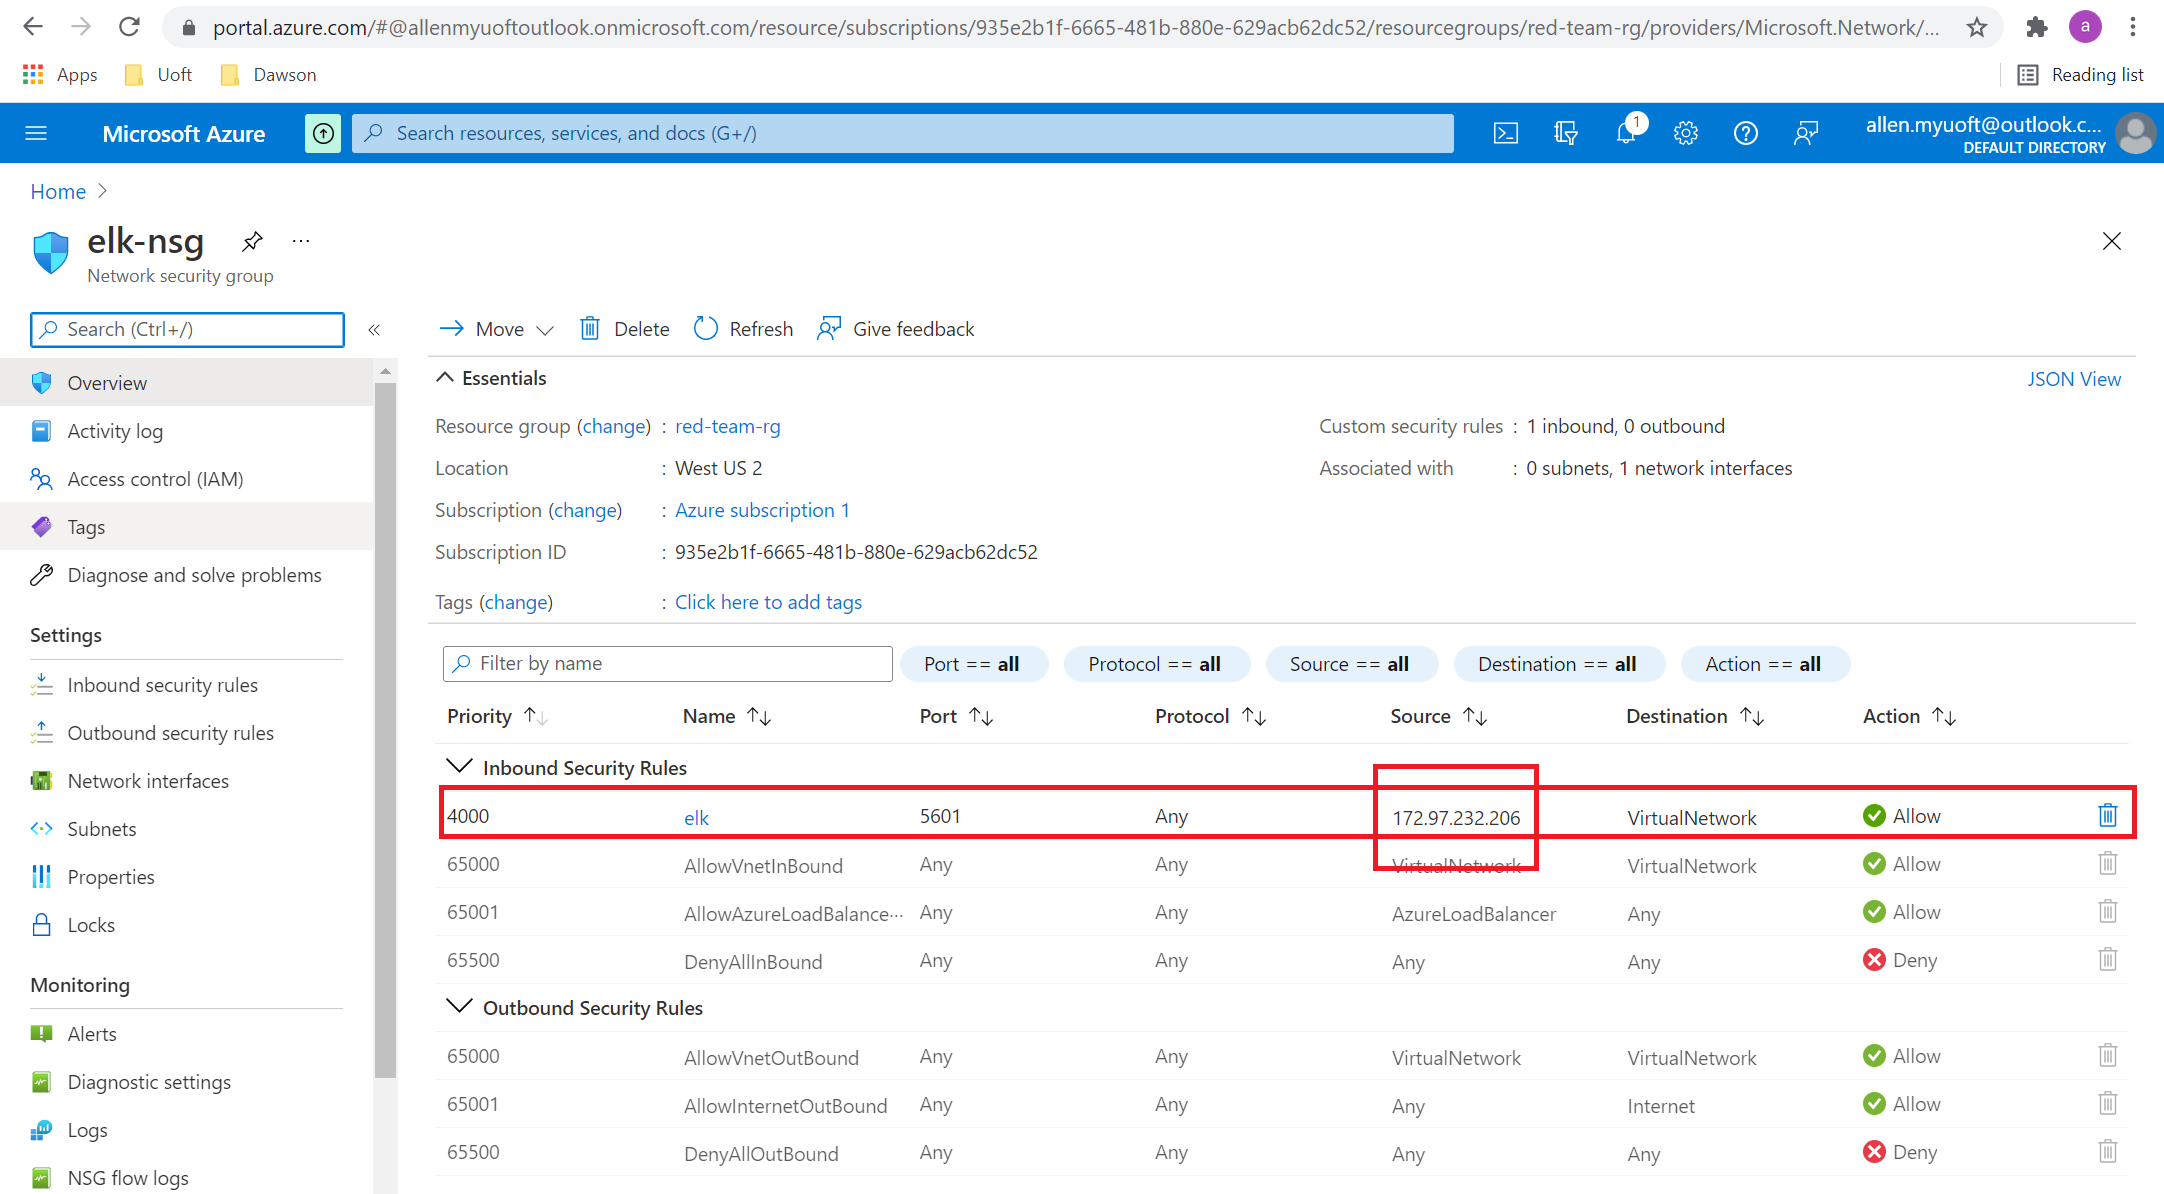 portal.azure.com/#@allenmyuoftoutlook.onmicrosoft.com/resource/subscriptions/935e2b1f-6665-481b-880e-629acb62dc52/resourcegroups/red-team-rg/providers/Microsoft.Network/...
a
Apps Uoft Dawson Reading list
Microsoft Azure Search resources, services, and docs (G+/) 1 allen.myuoft@outlook.c...
DEFAULT DIRECTORY
Home >
elk-nsg ...
Network security group
Search (Ctrl+/) «
Move Delete Refresh Give feedback
Overview
Activity log
Access control (IAM)
Tags
Diagnose and solve problems
Settings
Inbound security rules
Outbound security rules
Network interfaces
Subnets
Properties
Locks
Monitoring
Alerts
Diagnostic settings
Logs
NSG flow logs
Essentials JSON View
Resource group (change) : red-team-rg Custom security rules : 1 inbound, 0 outbound
Location : West US 2 Associated with : 0 subnets, 1 network interfaces
Subscription (change) : Azure subscription 1
Subscription ID : 935e2b1f-6665-481b-880e-629acb62dc52
Tags (change) : Click here to add tags
Filter by name Port == all Protocol == all Source == all Destination == all Action == all
Priority Name Port Protocol Source Destination Action
Inbound Security Rules
4000 elk 5601 Any 172.97.232.206 VirtualNetwork Allow
65000 AllowVnetInBound Any Any VirtualNetwork VirtualNetwork Allow
65001 AllowAzureLoadBalance... Any Any AzureLoadBalancer Any Allow
65500 DenyAllInBound Any Any Any Any Deny
Outbound Security Rules
65000 AllowVnetOutBound Any Any VirtualNetwork VirtualNetwork Allow
65001 AllowInternetOutBound Any Any Any Internet Allow
65500 DenyAllOutBound Any Any Any Any Deny